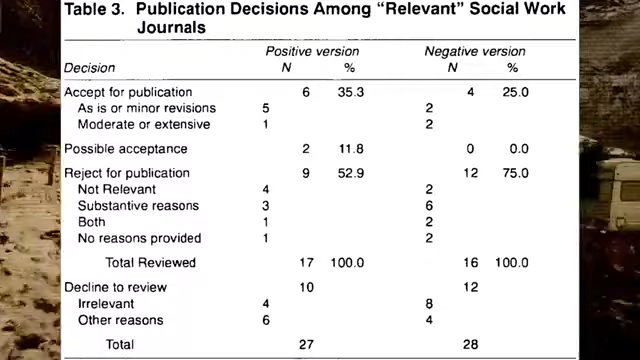 Table 3. Publication Decisions Among “Relevant” Social Work
Journals
Positive version Negative version
Decision N % N %
Accept for publication 6 35.3 4 25.0
As is or minor revisions 5 2
Moderate or extensive 1 2
Possible acceptance 2 11.8 0 0.0
Reject for publication 9 52.9 12 75.0
Not Relevant 4 2
Substantive reasons 3 6
Both 1 2
No reasons provided 1 2
Total Reviewed 17 100.0 16 100.0
Decline to review 10 12
Irrelevant 4 8
Other reasons 6 4
Total 27 28